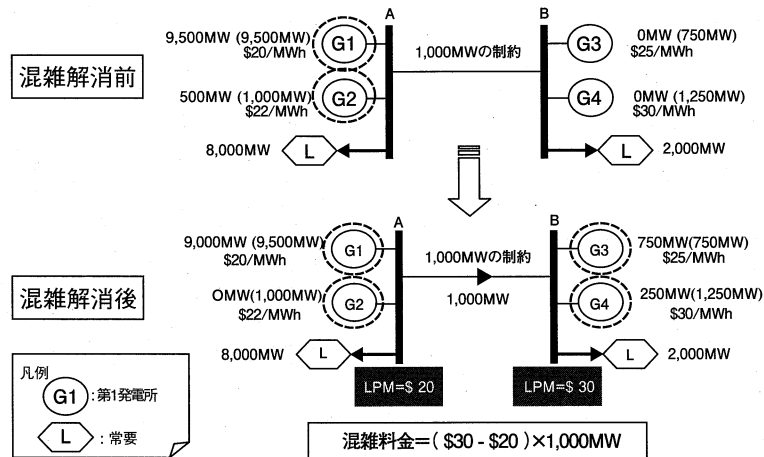 A
B
9,500MW (9,500MW)
$20/MWh
G1
1,000MWの制約
G3
0MW (750MW)
$25/MWh
混雑解消前
500MW (1,000MW)
$22/MWh
G2
G4
0MW (1,250MW)
$30/MWh
8,000MW
L
L
2,000MW
A
B
9,000MW (9,500MW)
$20/MWh
G1
1,000MWの制約
G3
750MW(750MW)
$25/MWh
混雑解消後
OMW(1,000MW)
$22/MWh
G2
1,000MW
G4
250MW(1,250MW)
$30/MWh
8,000MW
L
L
2,000MW
LPM=$ 20
LPM=$ 30
凡例
G1 :第1発電所
L :常要
混雑料金=( $30 - $20 )×1,000MW